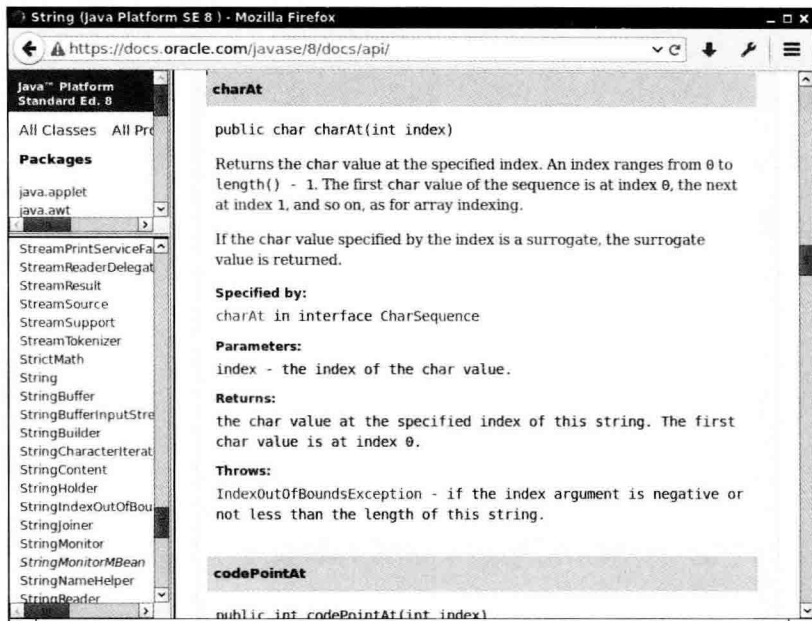 String (Java Platform SE 8 ) - Mozilla Firefox
https://docs.oracle.com/javase/8/docs/api/
Java™ Platform
Standard Ed. 8
All Classes All Pro
Packages
java.applet
java.awt
StreamPrintServiceFa
StreamReaderDelegat
StreamResult
StreamSource
StreamSupport
StreamTokenizer
StrictMath
String
StringBuffer
StringBufferInputStre
StringBuilder
StringCharacterIterat
StringContent
StringHolder
StringIndexOutOfBou
StringJoiner
StringMonitor
StringMonitorMBean
StringNameHelper
StringReader
charAt
public char charAt(int index)
Returns the char value at the specified index. An index ranges from 0 to
length() - 1. The first char value of the sequence is at index 0, the next
at index 1, and so on, as for array indexing.
If the char value specified by the index is a surrogate, the surrogate
value is returned.
Specified by:
charAt in interface CharSequence
Parameters:
index - the index of the char value.
Returns:
the char value at the specified index of this string. The first
char value is at index 0.
Throws:
IndexOutOfBoundsException - if the index argument is negative or
not less than the length of this string.
codePointAt
public int codePointAt(int index)